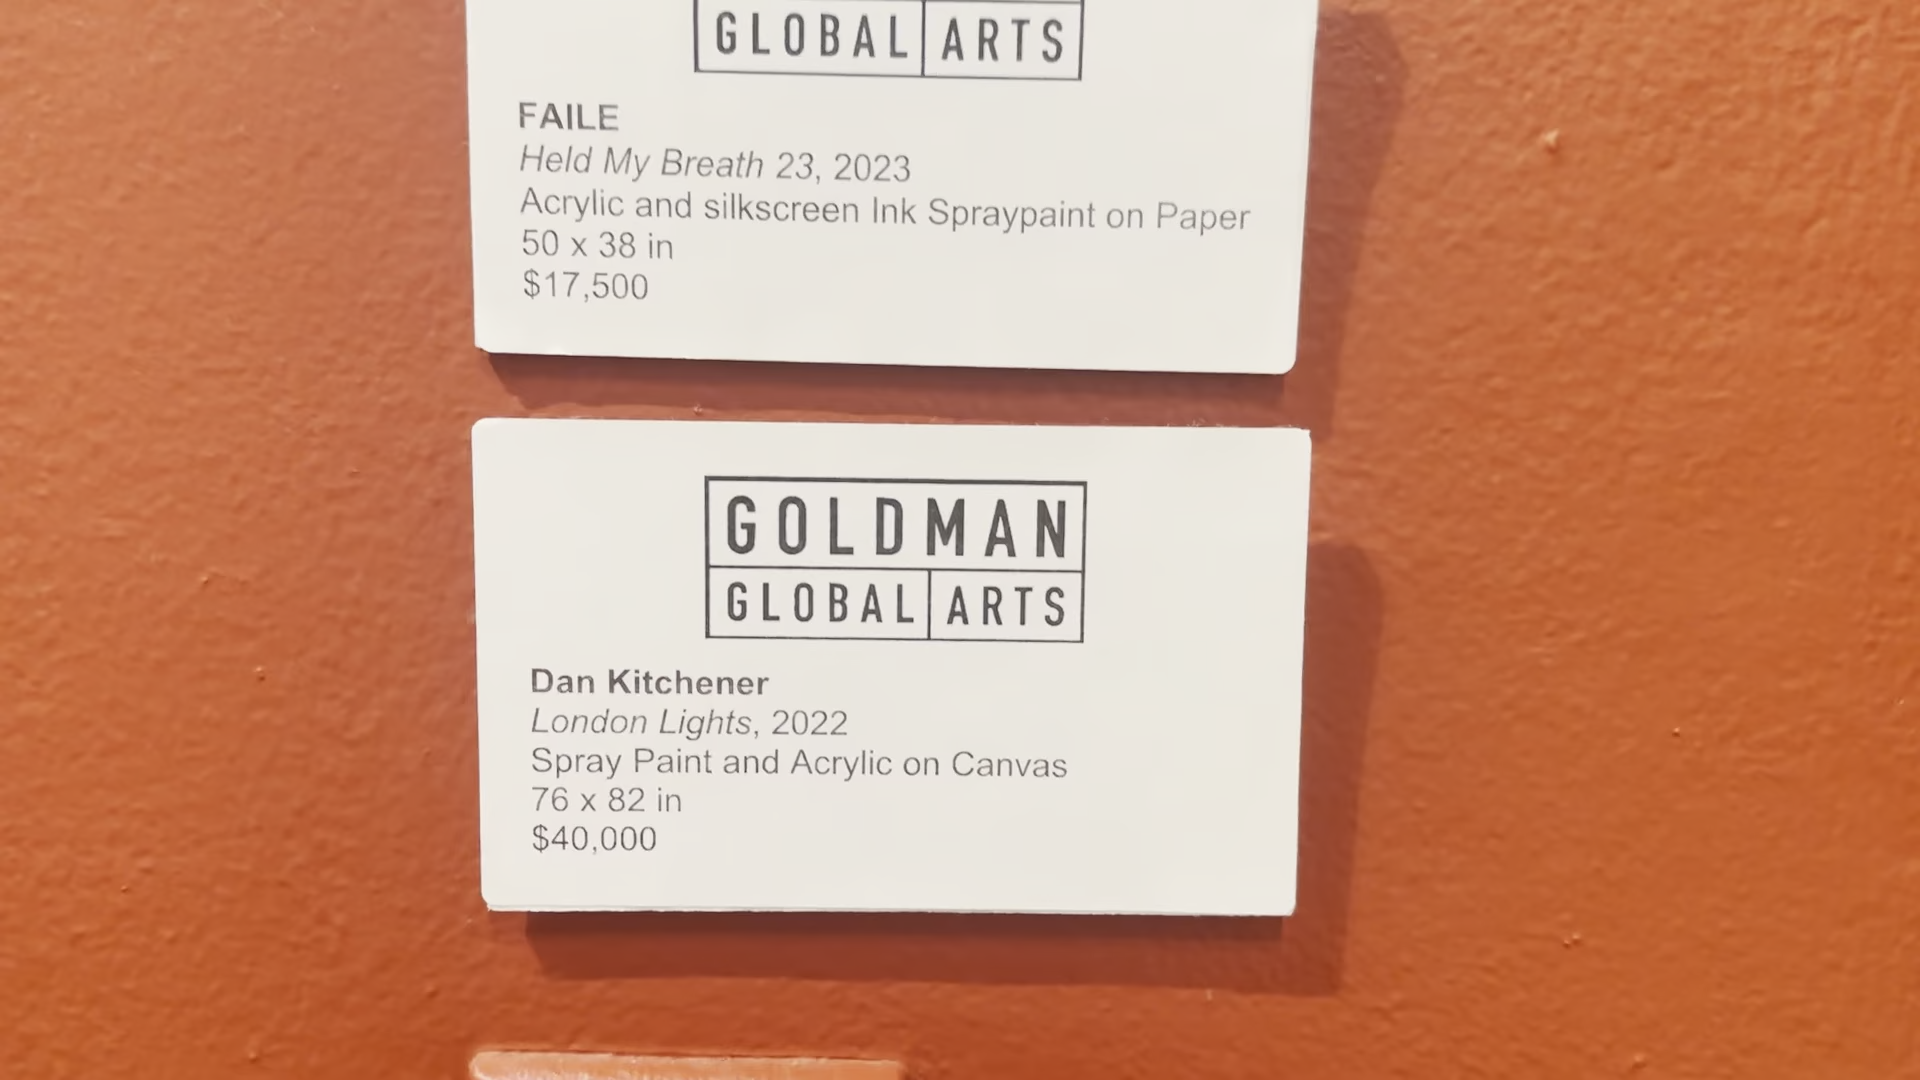 GLOBAL ARTS
FAILE
Held My Breath 23, 2023
Acrylic and silkscreen Ink Spraypaint on Paper
50 x 38 in
$17,500
GOLDMAN
GLOBAL ARTS
Dan Kitchener
London Lights, 2022
Spray Paint and Acrylic on Canvas
76 x 82 in
$40,000